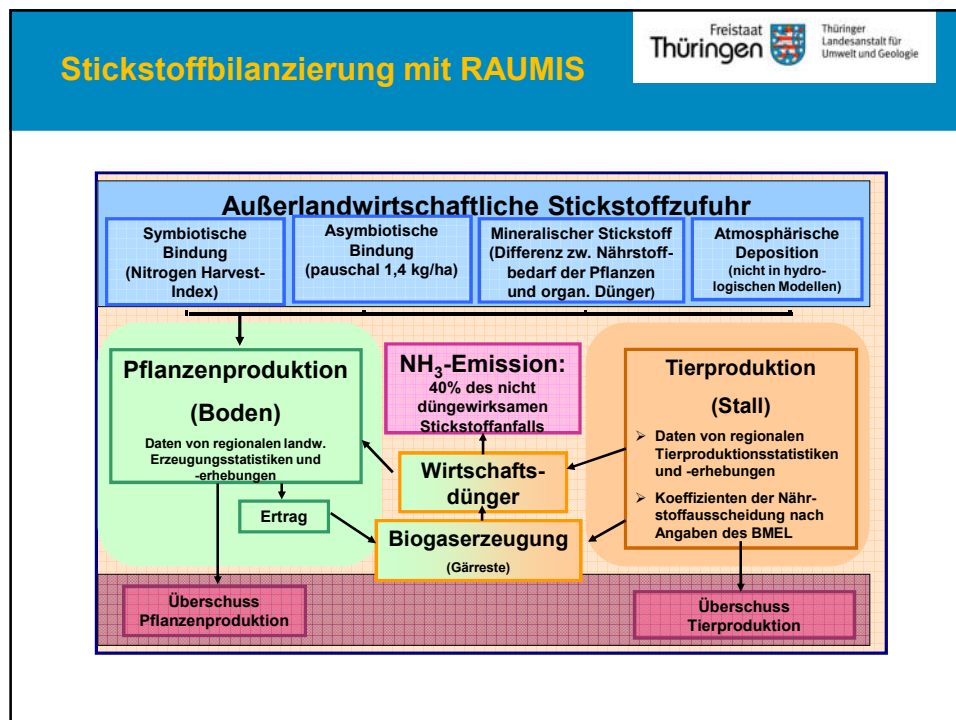 Stickstoffbilanzierung mit RAUMIS
Freistaat
Thüringen
Thüringer
Landesanstalt für
Umwelt und Geologie
Außerlandwirtschaftliche Stickstoffzufuhr
Symbiotische
Bindung
(Nitrogen Harvest-
Index)
Asymbiotische
Bindung
(pauschal 1,4 kg/ha)
Mineralischer Stickstoff
(Differenz zw. Nährstoff-
bedarf der Pflanzen
und organ. Dünger)
Atmosphärische
Deposition
(nicht in hydro-
logischen Modellen)
Pflanzenproduktion
(Boden)
Daten von regionalen landw.
Erzeugungsstatistiken und
-erhebungen
Ertrag
NH₃-Emission:
40% des nicht
düngewirksamen
Stickstoffanfalls
Wirtschafts-
dünger
Biogaserzeugung
(Gärreste)
Tierproduktion
(Stall)
➢ Daten von regionalen
Tierproduktionsstatistiken
und -erhebungen
➢ Koeffizienten der Nähr-
stoffausscheidung nach
Angaben des BMEL
Überschuss
Pflanzenproduktion
Überschuss
Tierproduktion